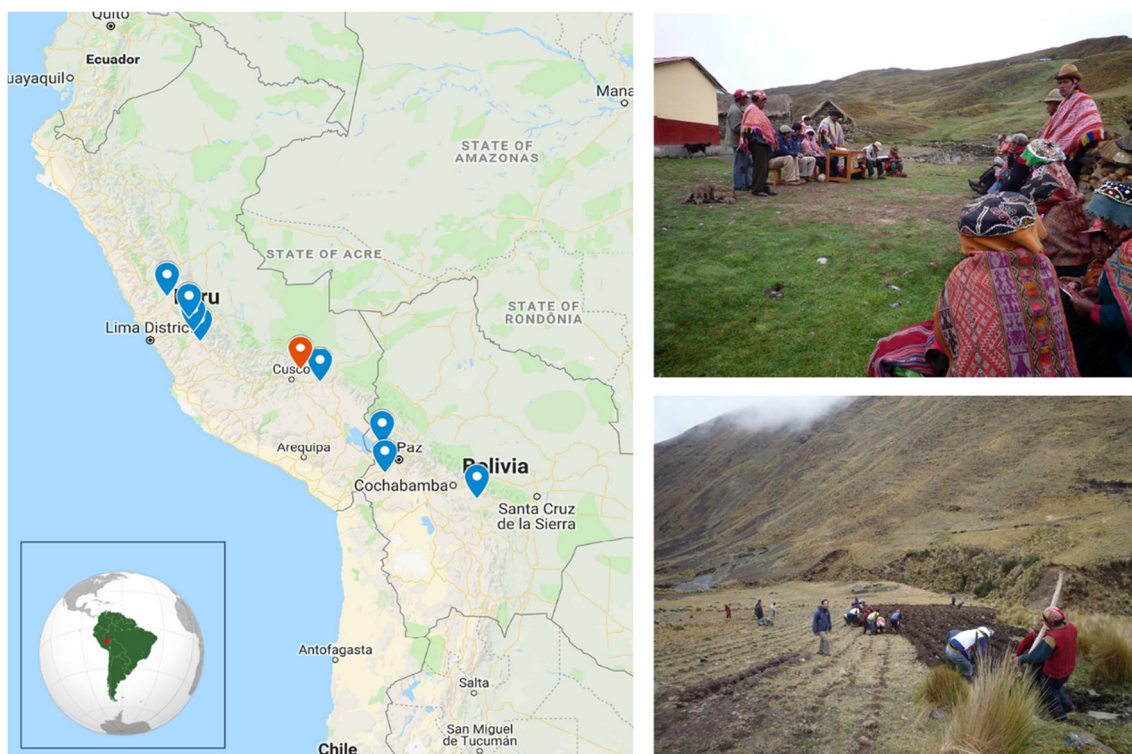 Quito
Ecuador
uayaquil
Mana
STATE OF
AMAZONAS
STATE OF ACRE
STATE OF
RONDÔNIA
Peru
Lima Distric
Cusco
Arequipa
Paz
Bolivia
Cochabamba
Santa Cruz
de la Sierra
Antofagasta
Salta
San Miguel
de Tucumán
Chile